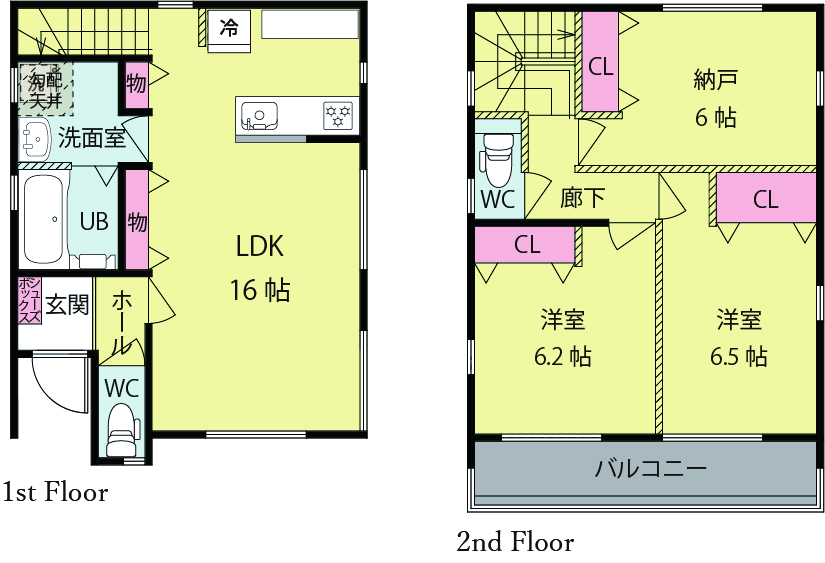 冷
物
洗面室
物
UB
LDK
16 帖
シューズ
ボックス
玄関
ホール
WC
1st Floor
CL
納戸
6 帖
WC
廊下
CL
CL
洋室
6.2 帖
洋室
6.5 帖
バルコニー
2nd Floor